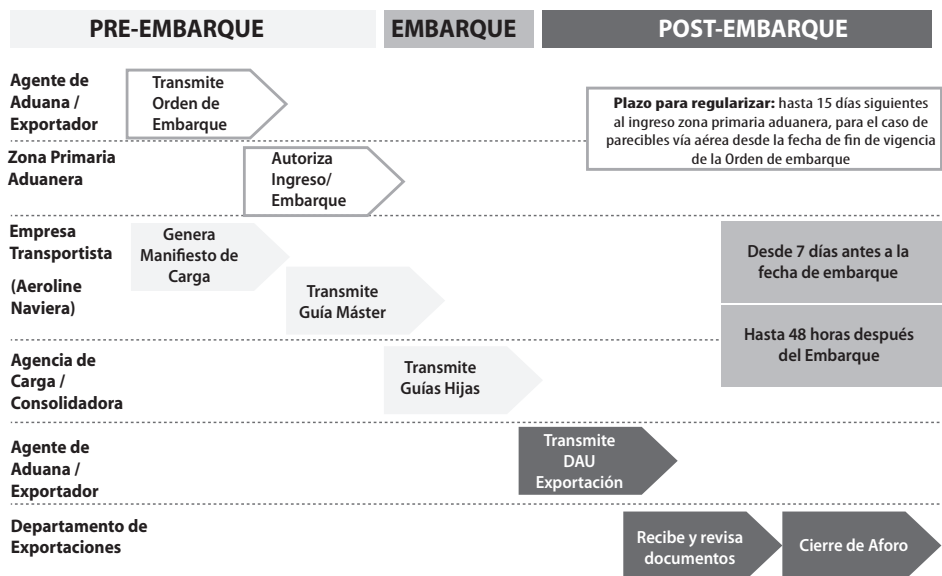 PRE-EMBARQUE
EMBARQUE
POST-EMBARQUE
Agente de
Aduana /
Exportador
Transmite
Orden de
Embarque
Plazo para regularizar: hasta 15 días siguientes
al ingreso zona primaria aduanera, para el caso de
parecibles vía aérea desde la fecha de fin de vigencia
de la Orden de embarque
Zona Primaria
Aduanera
Autoriza
Ingreso/
Embarque
Empresa
Transportista
(Aeroline
Naviera)
Genera
Manifiesto de
Carga
Transmite
Guía Máster
Desde 7 días antes a la
fecha de embarque
Hasta 48 horas después
del Embarque
Agencia de
Carga /
Consolidadora
Transmite
Guías Hijas
Agente de
Aduana /
Exportador
Transmite
DAU
Exportación
Departamento de
Exportaciones
Recibe y revisa
documentos
Cierre de Aforo